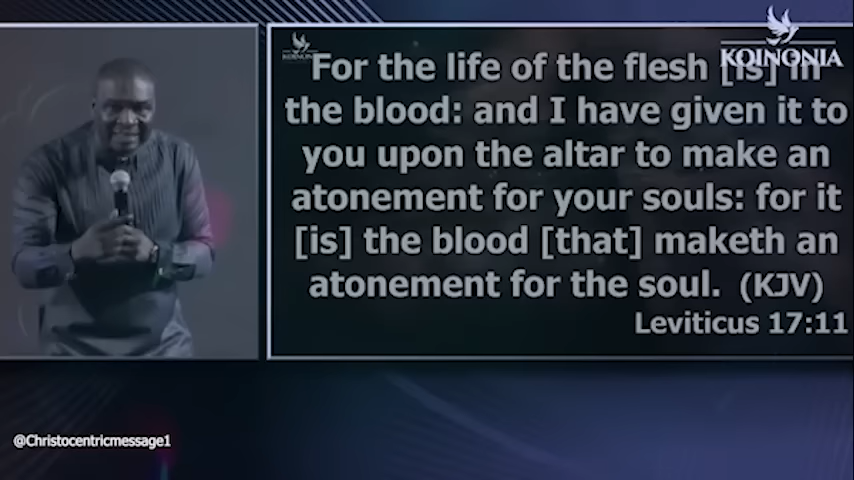 KOINONIA
For the life of the flesh [is] in
the blood: and I have given it to
you upon the altar to make an
atonement for your souls: for it
[is] the blood [that] maketh an
atonement for the soul. (KJV)
Leviticus 17:11
@Christocentricmessage1